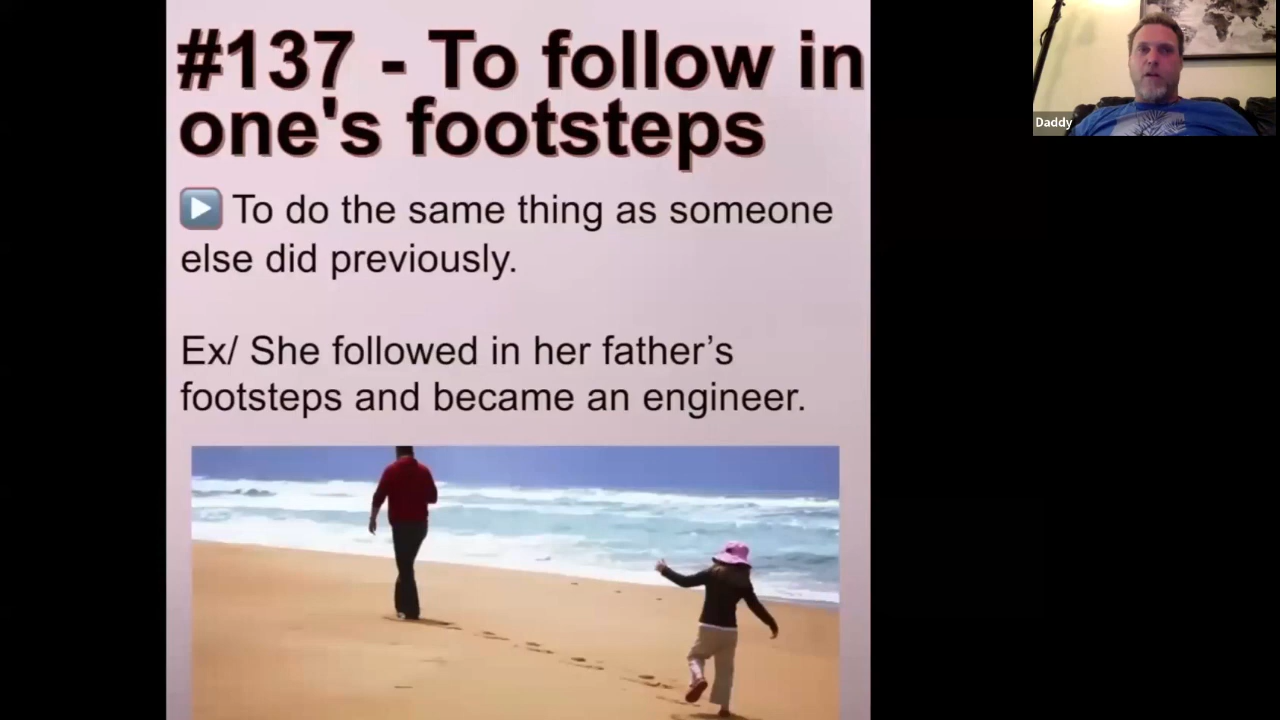 #137 - To follow in
one's footsteps
▶️ To do the same thing as someone
else did previously.
Ex/ She followed in her father’s
footsteps and became an engineer.
Daddy